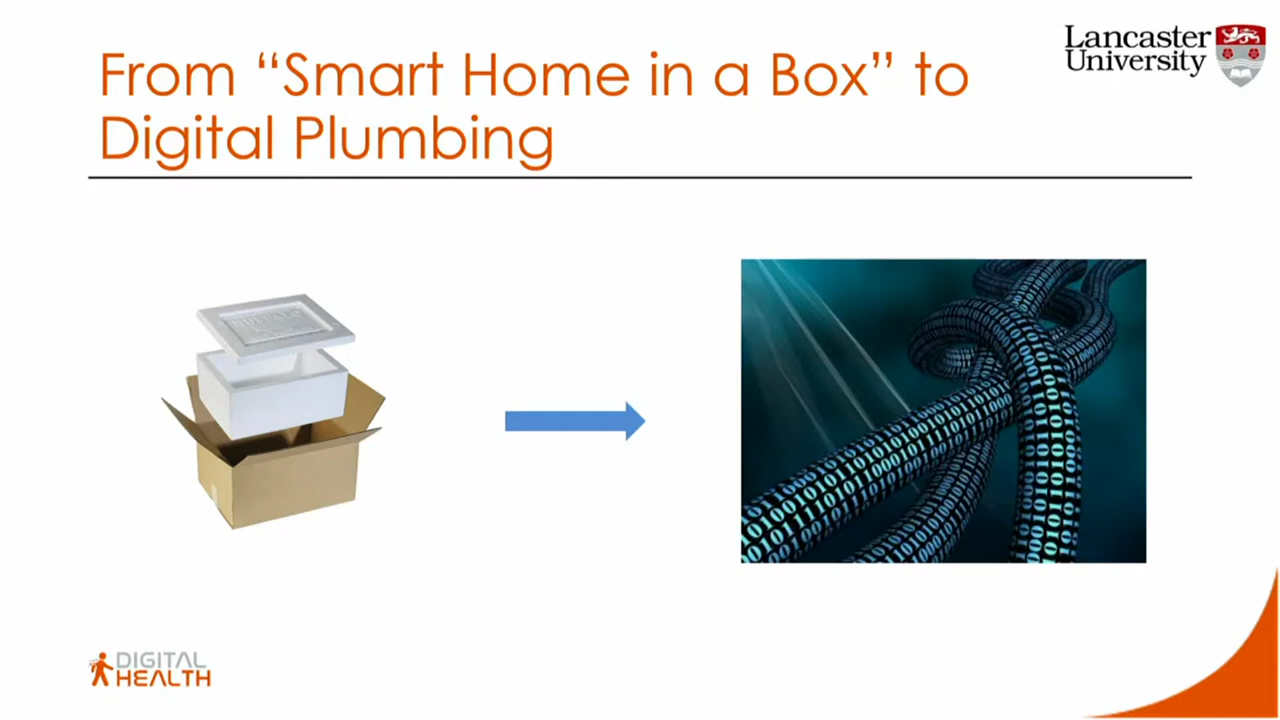 From “Smart Home in a Box” to
Digital Plumbing
Lancaster
University
DIGITAL
HEALTH